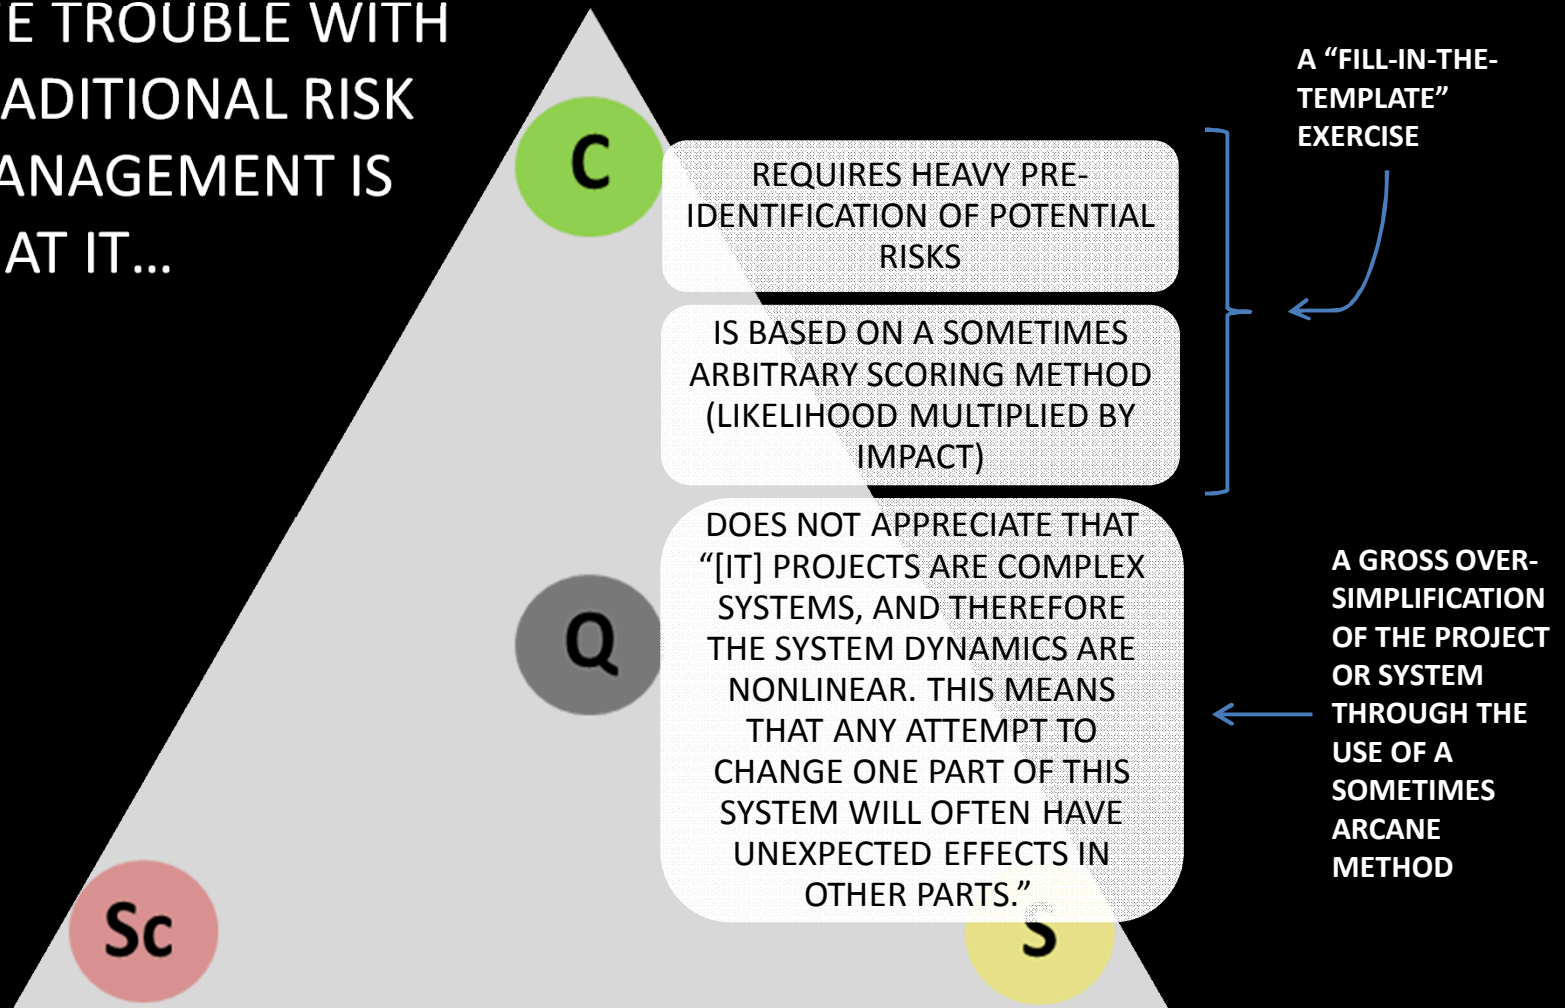 E TROUBLE WITH
ADITIONAL RISK
ANAGEMENT IS
AT IT...
C
REQUIRES HEAVY PRE-
IDENTIFICATION OF POTENTIAL
RISKS
IS BASED ON A SOMETIMES
ARBITRARY SCORING METHOD
(LIKELIHOOD MULTIPLIED BY
IMPACT)
A “FILL-IN-THE-
TEMPLATE”
EXERCISE
Q
DOES NOT APPRECIATE THAT
“[IT] PROJECTS ARE COMPLEX
SYSTEMS, AND THEREFORE
THE SYSTEM DYNAMICS ARE
NONLINEAR. THIS MEANS
THAT ANY ATTEMPT TO
CHANGE ONE PART OF THIS
SYSTEM WILL OFTEN HAVE
UNEXPECTED EFFECTS IN
OTHER PARTS.”
A GROSS OVER-
SIMPLIFICATION
OF THE PROJECT
OR SYSTEM
THROUGH THE
USE OF A
SOMETIMES
ARCANE
METHOD
Sc
S